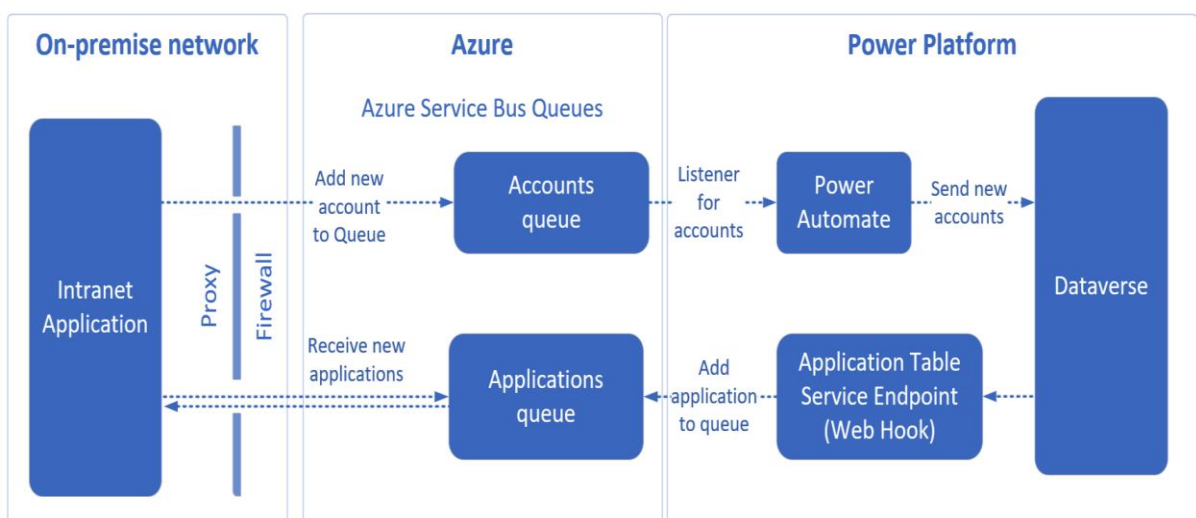 On-premise network
Azure
Power Platform
Azure Service Bus Queues
Intranet
Application
Proxy
Firewall
Add new
account
to Queue
Accounts
queue
Listener
for
accounts
Power
Automate
Send new
accounts
Dataverse
Receive new
applications
Applications
queue
Add
application
to queue
Application Table
Service Endpoint
(Web Hook)